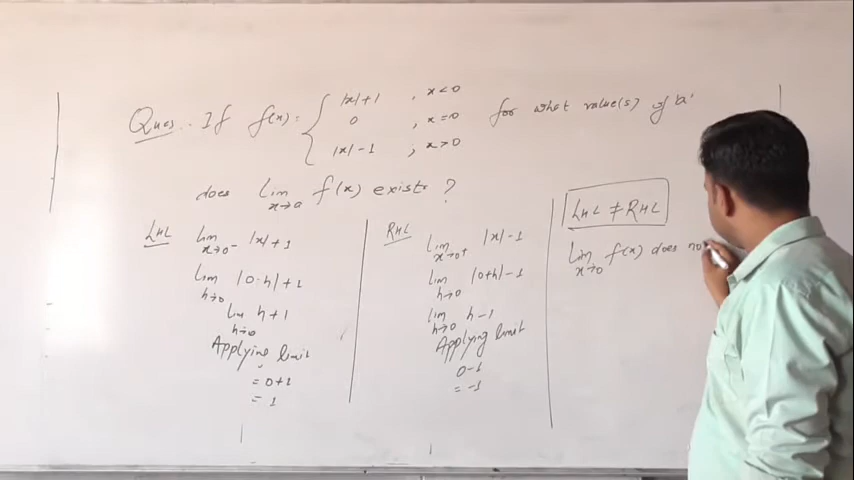 Ques. If f(x) = { |x|+1 , x<0
0 , x=0
|x|-1 ; x>0
for what value(s) of 'a'
does lim x→a f(x) exists ?
LHL lim x→0⁻ |x|+1
lim h→0 |0-h|+1
lim h→0 h+1
Applying limit
= 0+1
= 1
RHL lim x→0⁺ |x|-1
lim h→0 |0+h|-1
lim h→0 h-1
Applying limit
0-1
= -1
LHL ≠ RHL
lim x→0 f(x) does not